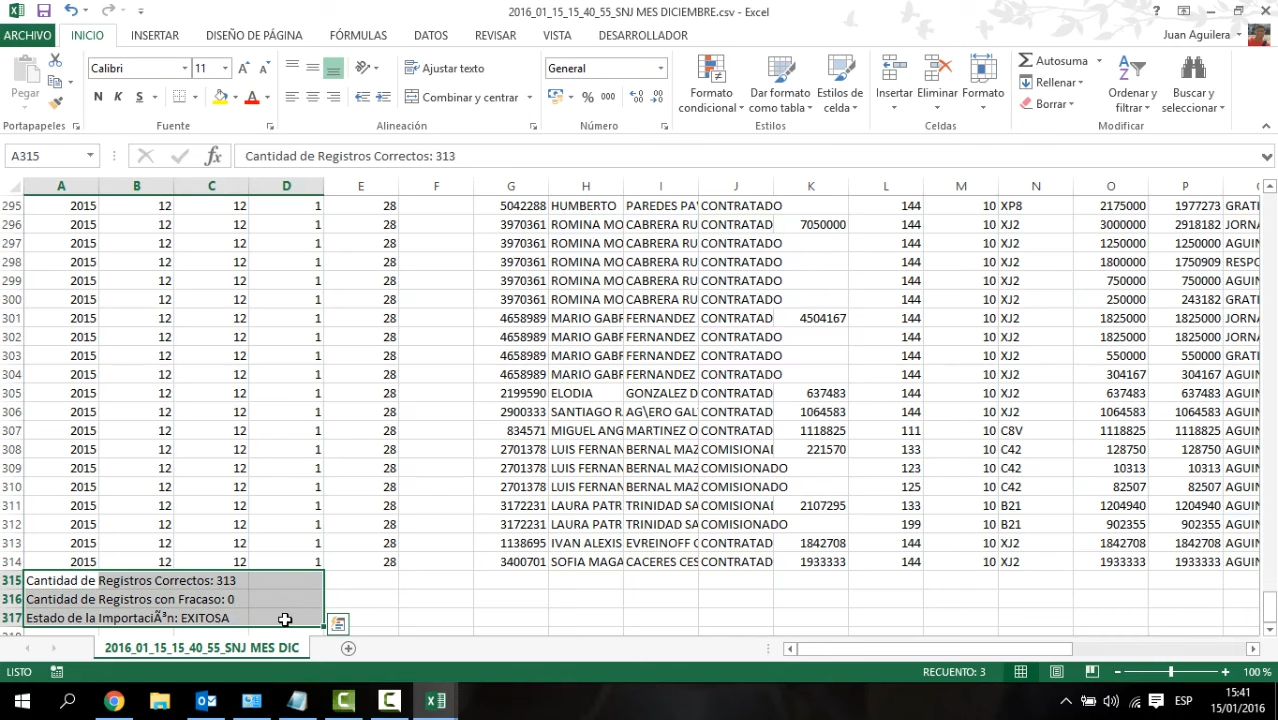 2016_01_15_15_40_55_SNJ MES DICIEMBRE.csv - Excel
ARCHIVO INICIO INSERTAR DISEÑO DE PÁGINA FÓRMULAS DATOS REVISAR VISTA DESARROLLADOR Juan Aguilera
Pegar Calibri 11 Ajustar texto General Formato condicional Dar formato como tabla Estilos de celda Insertar Eliminar Formato Autosuma Ordenar y filtrar Buscar y seleccionar
N K S Combinar y centrar % 000 Rellenar
Borrar
Portapapeles Fuente Alineación Número Estilos Celdas Modificar
A315 fx Cantidad de Registros Correctos: 313
A B C D E F G H I J K L M N O P
295 2015 12 12 1 28 5042288 HUMBERTO PAREDES PAV CONTRATADO 144 10 XP8 2175000 1977273 GRATI
296 2015 12 12 1 28 3970361 ROMINA MO CABRERA RU CONTRATAD 7050000 144 10 XJ2 3000000 2918182 JORNA
297 2015 12 12 1 28 3970361 ROMINA MO CABRERA RU CONTRATADO 144 10 XJ2 1250000 1250000 AGUIN
298 2015 12 12 1 28 3970361 ROMINA MO CABRERA RU CONTRATADO 144 10 XJ2 1800000 1750909 RESPO
299 2015 12 12 1 28 3970361 ROMINA MO CABRERA RU CONTRATADO 144 10 XJ2 750000 750000 AGUIN
300 2015 12 12 1 28 3970361 ROMINA MO CABRERA RU CONTRATADO 144 10 XJ2 250000 243182 GRATI
301 2015 12 12 1 28 4658989 MARIO GABF FERNANDEZ CONTRATAD 4504167 144 10 XJ2 1825000 1825000 JORNA
302 2015 12 12 1 28 4658989 MARIO GABF FERNANDEZ CONTRATADO 144 10 XJ2 1825000 1825000 AGUIN
303 2015 12 12 1 28 4658989 MARIO GABF FERNANDEZ CONTRATADO 144 10 XJ2 550000 550000 GRATI
304 2015 12 12 1 28 4658989 MARIO GABF FERNANDEZ CONTRATADO 144 10 XJ2 304167 304167 AGUIN
305 2015 12 12 1 28 2199590 ELODIA GONZALEZ D CONTRATAD 637483 144 10 XJ2 637483 637483 AGUIN
306 2015 12 12 1 28 2900333 SANTIAGO R AG\ERO GAL CONTRATAD 1064583 144 10 XJ2 1064583 1064583 AGUIN
307 2015 12 12 1 28 834571 MIGUEL ANG MARTINEZ O CONTRATAD 1118825 111 10 C8V 1118825 1118825 AGUIN
308 2015 12 12 1 28 2701378 LUIS FERNAN BERNAL MAZ COMISIONAI 221570 133 10 C42 128750 128750 AGUIN
309 2015 12 12 1 28 2701378 LUIS FERNAN BERNAL MAZ COMISIONADO 123 10 C42 10313 10313 AGUIN
310 2015 12 12 1 28 2701378 LUIS FERNAN BERNAL MAZ COMISIONADO 125 10 C42 82507 82507 AGUIN
311 2015 12 12 1 28 3172231 LAURA PATR TRINIDAD SA COMISIONAI 2107295 133 10 B21 1204940 1204940 AGUIN
312 2015 12 12 1 28 3172231 LAURA PATR TRINIDAD SA COMISIONADO 199 10 B21 902355 902355 AGUIN
313 2015 12 12 1 28 1138695 IVAN ALEXIS EVREINOFF C CONTRATAD 1842708 144 10 XJ2 1842708 1842708 AGUIN
314 2015 12 12 1 28 3400701 SOFIA MAGA CACERES CES CONTRATAD 1933333 144 10 XJ2 1933333 1933333 AGUIN
315 Cantidad de Registros Correctos: 313
316 Cantidad de Registros con Fracaso: 0
317 Estado de la ImportaciÃ³n: EXITOSA
2016_01_15_15_40_55_SNJ MES DIC
LISTO RECUENTO: 3 100 %
ESP 15:41
15/01/2016